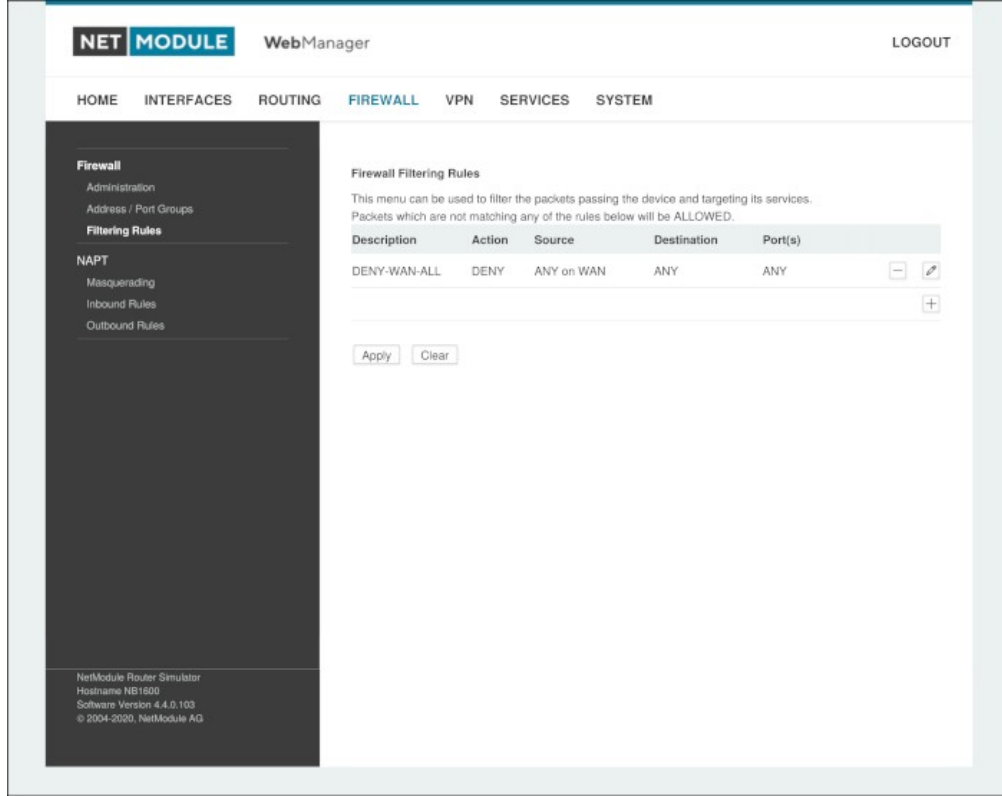 NET MODULE WebManager LOGOUT
HOME INTERFACES ROUTING FIREWALL VPN SERVICES SYSTEM
Firewall
Administration
Address / Port Groups
Filtering Rules
NAPT
Masquerading
Inbound Rules
Outbound Rules
Firewall Filtering Rules
This menu can be used to filter the packets passing the device and targeting its services.
Packets which are not matching any of the rules below will be ALLOWED.
Description Action Source Destination Port(s)
DENY-WAN-ALL DENY ANY on WAN ANY ANY
Apply Clear
NetModule Router Simulator
Hostname NB1600
Software Version 4.4.0.103
© 2004-2020, NetModule AG